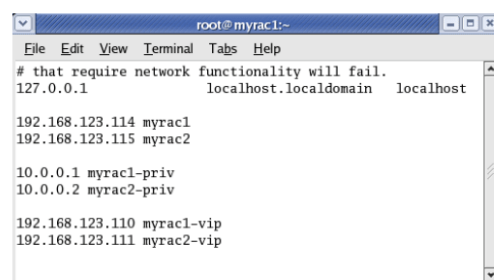 root@myrac1:~
File Edit View Terminal Tabs Help
# that require network functionality will fail.
127.0.0.1 localhost.localdomain localhost
192.168.123.114 myrac1
192.168.123.115 myrac2
10.0.0.1 myrac1-priv
10.0.0.2 myrac2-priv
192.168.123.110 myrac1-vip
192.168.123.111 myrac2-vip